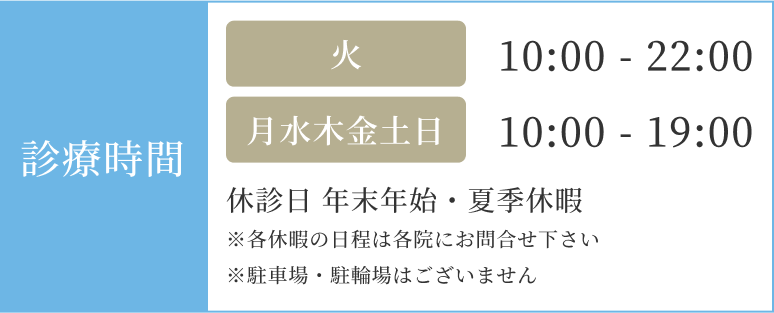 診療時間
火 10:00 - 22:00
月水木金土日 10:00 - 19:00
休診日 年末年始・夏季休暇
※各休暇の日程は各院にお問合せ下さい
※駐車場・駐輪場はございません